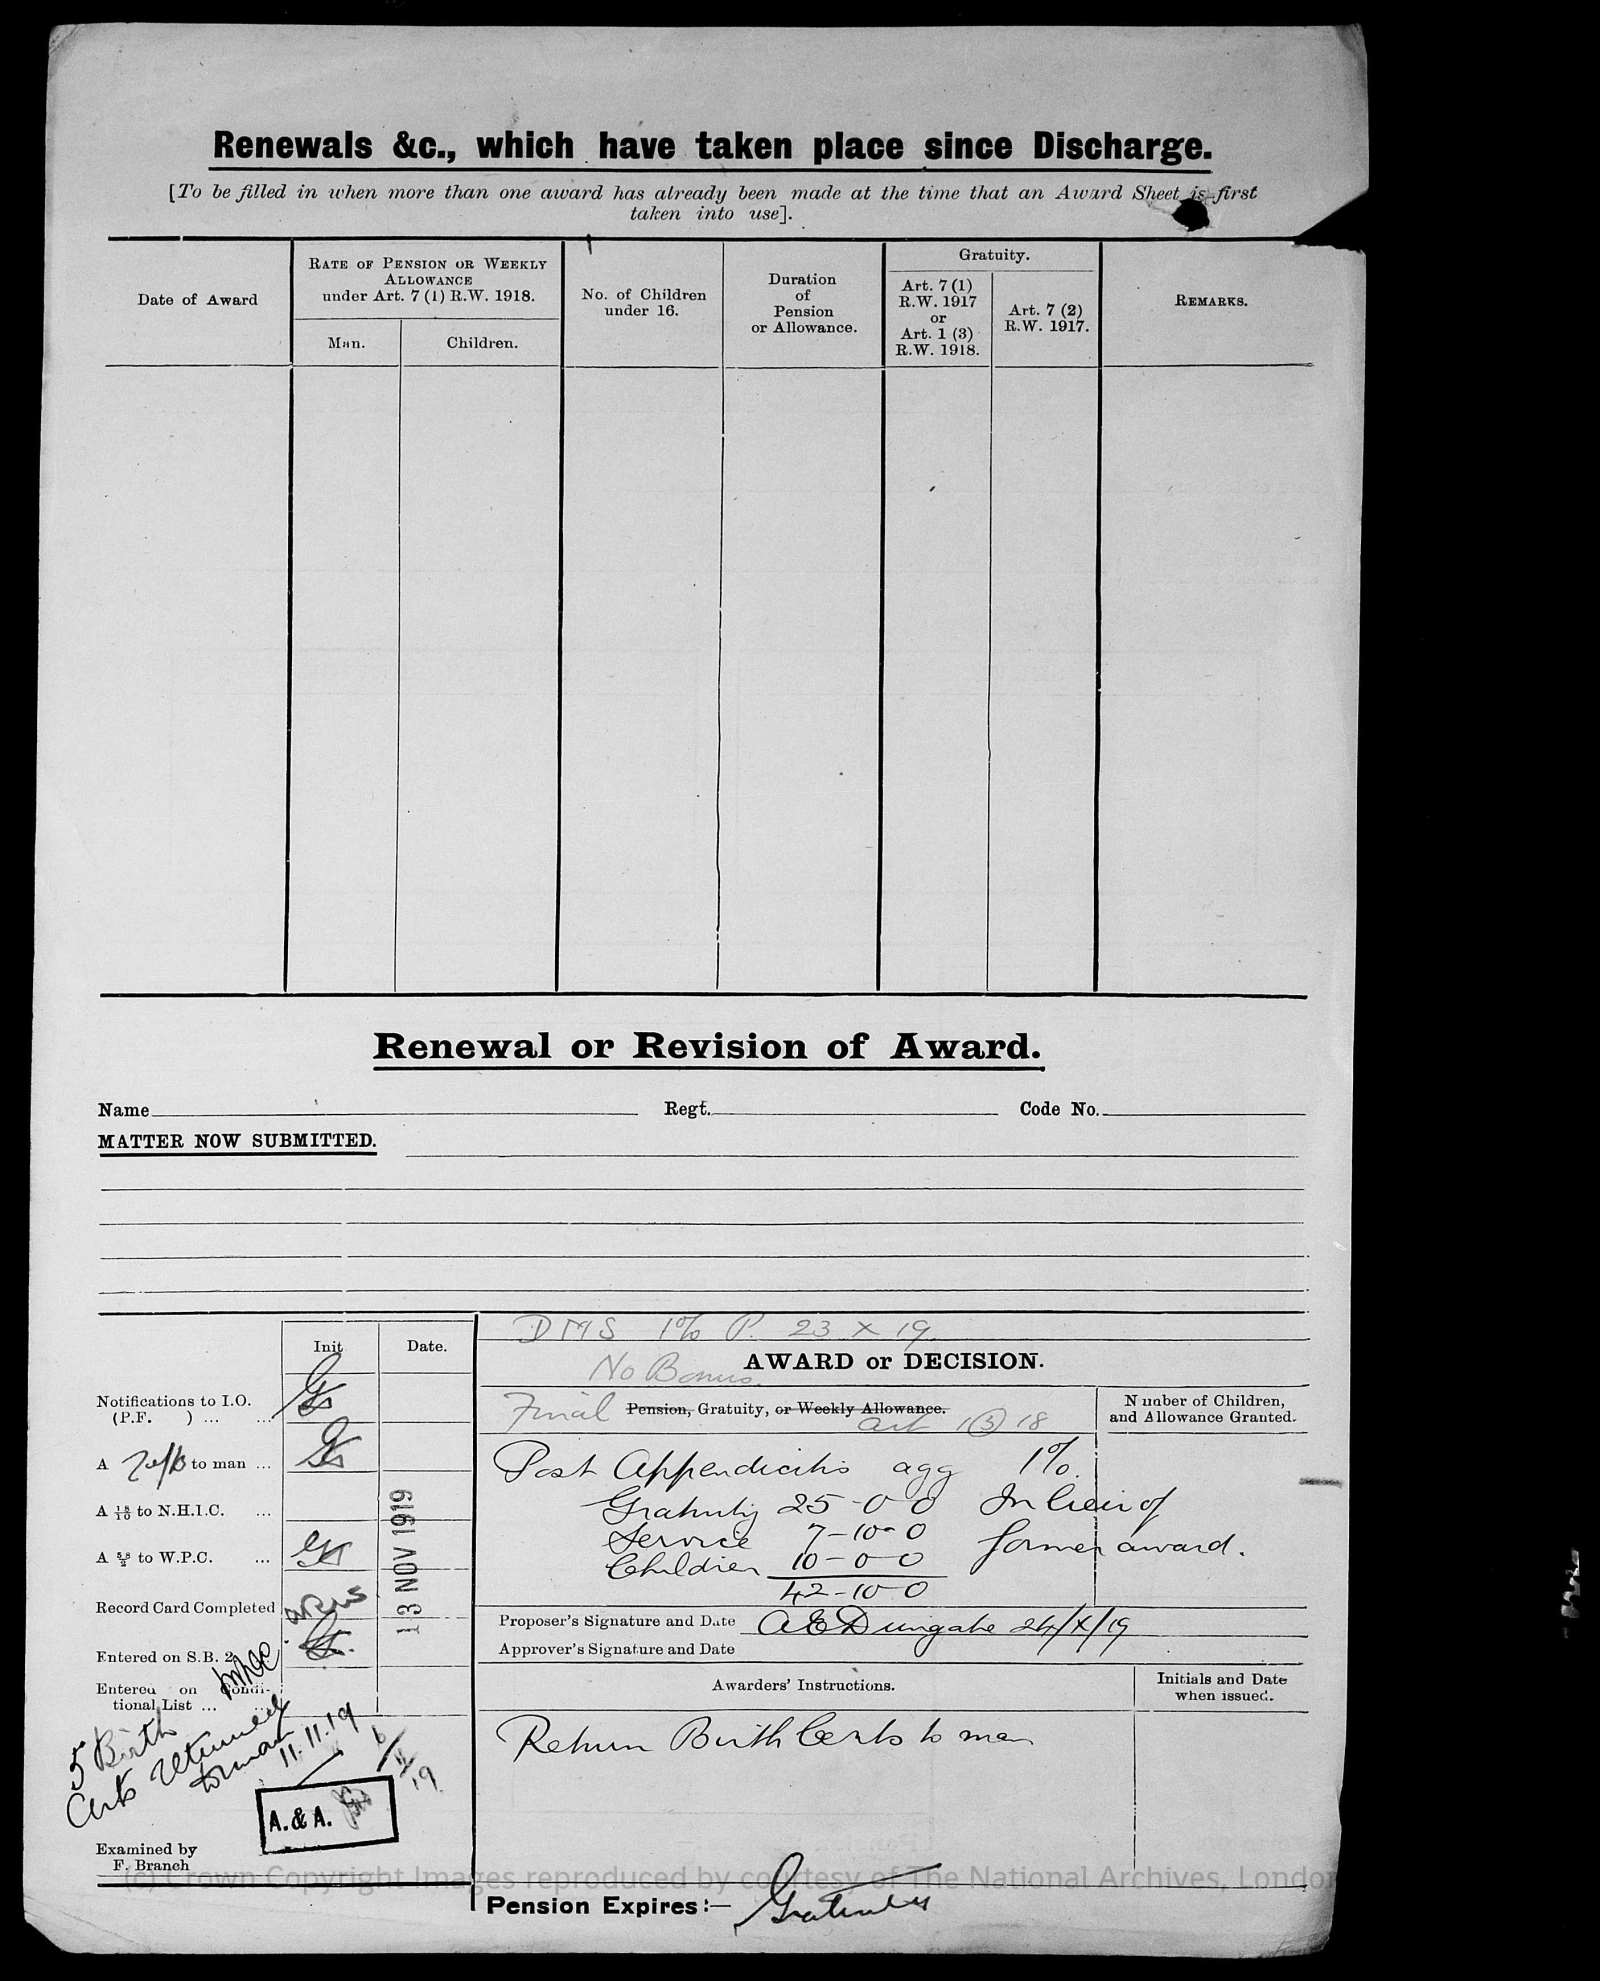 Renewals &c., which have taken place since Discharge.
[To be filled in when more than one award has already been made at the time that an Award Sheet is first
taken into use].
Date of Award
RATE OF PENSION OR WEEKLY
ALLOWANCE
under Art. 7 (1) R.W. 1918.
Man.
Children.
No. of Children
under 16.
Duration
of
Pension
or Allowance.
Gratuity.
Art. 7 (1)
R.W. 1917
or
Art. 1 (3)
R.W. 1918.
Art. 7 (2)
R.W. 1917.
REMARKS.
Renewal or Revision of Award.
Name
Regt.
Code No.
MATTER NOW SUBMITTED.
Init
Date.
Notifications to I.O.
(P.F. ) ...
A to man ...
A 18/10 to N.H.I.C. ...
A to W.P.C. ...
Record Card Completed
Entered on S.B. 2
Entered on Condi-
tional List ...
13 NOV 1919
5 Birth
Certs returned
to man
11.11.19
6/11/19
A. & A.
Examined by
F. Branch
DMS 1% P. 23 X 19
No Bonus
AWARD or DECISION.
Final Pension, Gratuity, or Weekly Allowance.
Art 1 (3) 18
Number of Children,
and Allowance Granted.
Post Appendicitis agg 1%.
Gratuity 25-0-0 In lieu of
Service 7-10-0 former award.
Children 10-0-0
42-10-0
Proposer's Signature and Date A E Dungate 24/X/19
Approver's Signature and Date
Awarders' Instructions.
Initials and Date
when issued.
Return Birth Certs to man
(c) Crown Copyright Images reproduced by courtesy of The National Archives, London
Pension Expires:— Gratuity